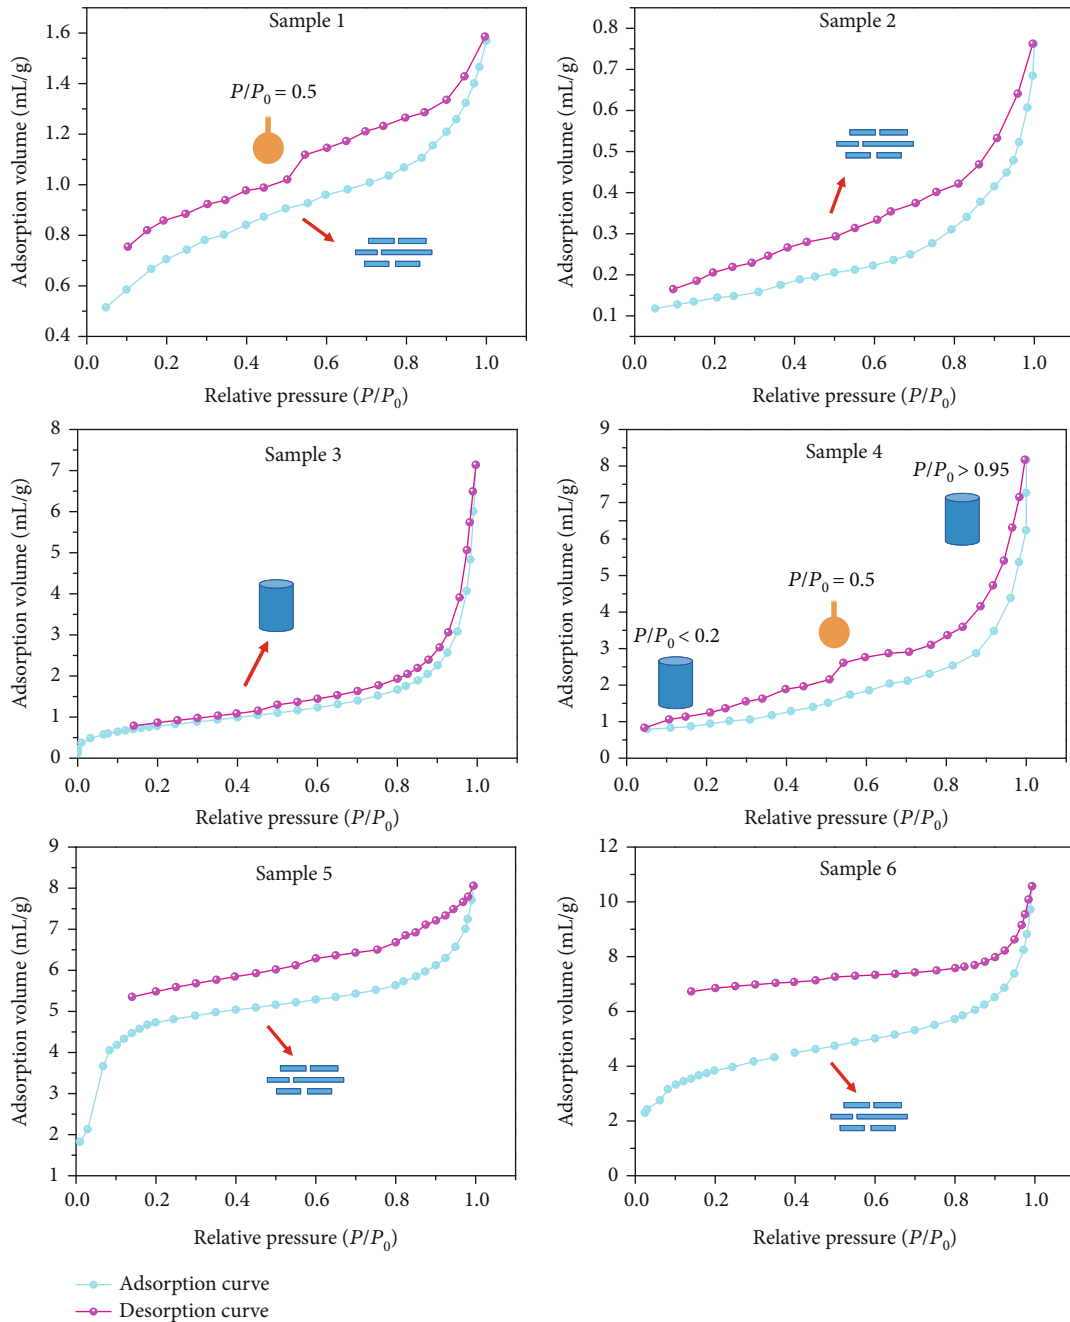 Sample 1
P/P0 = 0.5
Adsorption volume (mL/g)
1.6
1.4
1.2
1.0
0.8
0.6
0.4
0.0 0.2 0.4 0.6 0.8 1.0
Relative pressure (P/P0)
Sample 2
Adsorption volume (mL/g)
0.8
0.7
0.6
0.5
0.4
0.3
0.2
0.1
0.0 0.2 0.4 0.6 0.8 1.0
Relative pressure (P/P0)
Sample 3
Adsorption volume (mL/g)
8
7
6
5
4
3
2
1
0
0.0 0.2 0.4 0.6 0.8 1.0
Relative pressure (P/P0)
Sample 4
P/P0 > 0.95
P/P0 = 0.5
P/P0 < 0.2
Adsorption volume (mL/g)
9
8
7
6
5
4
3
2
1
0
0.0 0.2 0.4 0.6 0.8 1.0
Relative pressure (P/P0)
Sample 5
Adsorption volume (mL/g)
9
8
7
6
5
4
3
2
1
0.0 0.2 0.4 0.6 0.8 1.0
Relative pressure (P/P0)
Sample 6
Adsorption volume (mL/g)
12
10
8
6
4
2
0
0.0 0.2 0.4 0.6 0.8 1.0
Relative pressure (P/P0)
Adsorption curve
Desorption curve